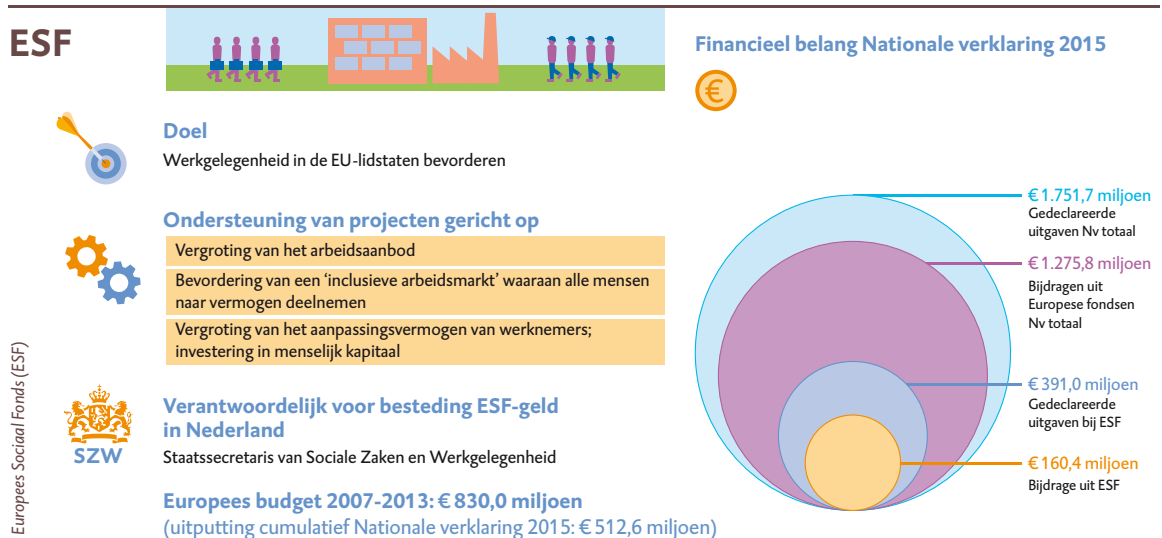 ESF
Doel
Werkgelegenheid in de EU-lidstaten bevorderen
Ondersteuning van projecten gericht op
Vergroting van het arbeidsaanbod
Bevordering van een ‘inclusieve arbeidsmarkt’ waaraan alle mensen
naar vermogen deelnemen
Vergroting van het aanpassingsvermogen van werknemers;
investering in menselijk kapitaal
SZW
Verantwoordelijk voor besteding ESF-geld
in Nederland
Staatssecretaris van Sociale Zaken en Werkgelegenheid
Europees budget 2007-2013: € 830,0 miljoen
(uitputting cumulatief Nationale verklaring 2015: € 512,6 miljoen)
Europees Sociaal Fonds (ESF)
Financieel belang Nationale verklaring 2015
€
€ 1.751,7 miljoen
Gedeclareerde
uitgaven Nv totaal
€ 1.275,8 miljoen
Bijdragen uit
Europese fondsen
Nv totaal
€ 391,0 miljoen
Gedeclareerde
uitgaven bij ESF
€ 160,4 miljoen
Bijdrage uit ESF